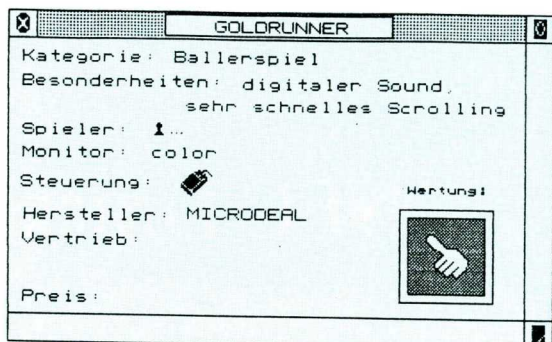 GOLDRUNNER
Kategorie: Ballerspiel
Besonderheiten: digitaler Sound,
sehr schnelles Scrolling
Spieler: 1...
Monitor: color
Steuerung:
Wertung:
Hersteller: MICRODEAL
Vertrieb:
Preis: